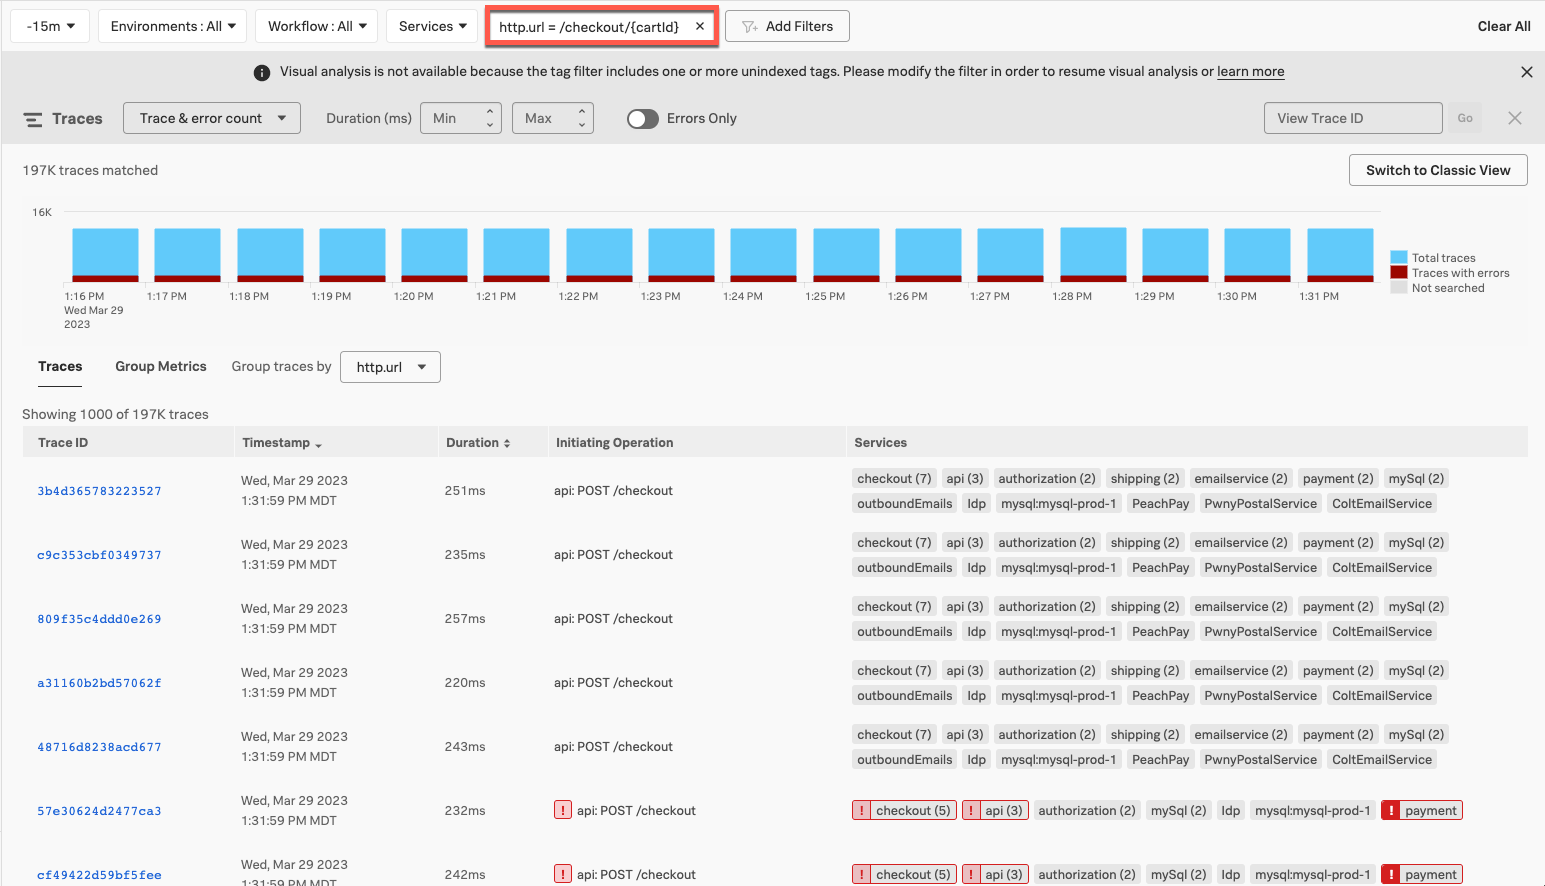 -15m Environments : All Workflow : All Services http.url = /checkout/{cartId} × Add Filters Clear All
Visual analysis is not available because the tag filter includes one or more unindexed tags. Please modify the filter in order to resume visual analysis or learn more
Traces Trace & error count Duration (ms) Min Max Errors Only View Trace ID Go
197K traces matched Switch to Classic View
16K
Total traces
Traces with errors
Not searched
1:16 PM 1:17 PM 1:18 PM 1:19 PM 1:20 PM 1:21 PM 1:22 PM 1:23 PM 1:24 PM 1:25 PM 1:26 PM 1:27 PM 1:28 PM 1:29 PM 1:30 PM 1:31 PM
Wed Mar 29
2023
Traces Group Metrics Group traces by http.url
Showing 1000 of 197K traces
Trace ID Timestamp Duration Initiating Operation Services
3b4d365783223527 Wed, Mar 29 2023 1:31:59 PM MDT 251ms api: POST /checkout checkout (7) api (3) authorization (2) shipping (2) emailservice (2) payment (2) mySql (2)
outboundEmails Idp mysql:mysql-prod-1 PeachPay PwnyPostalService ColtEmailService
c9c353cbf0349737 Wed, Mar 29 2023 1:31:59 PM MDT 235ms api: POST /checkout checkout (7) api (3) authorization (2) shipping (2) emailservice (2) payment (2) mySql (2)
outboundEmails Idp mysql:mysql-prod-1 PeachPay PwnyPostalService ColtEmailService
809f35c4ddd0e269 Wed, Mar 29 2023 1:31:59 PM MDT 257ms api: POST /checkout checkout (7) api (3) authorization (2) shipping (2) emailservice (2) payment (2) mySql (2)
outboundEmails Idp mysql:mysql-prod-1 PeachPay PwnyPostalService ColtEmailService
a31160b2bd57062f Wed, Mar 29 2023 1:31:59 PM MDT 220ms api: POST /checkout checkout (7) api (3) authorization (2) shipping (2) emailservice (2) payment (2) mySql (2)
outboundEmails Idp mysql:mysql-prod-1 PeachPay PwnyPostalService ColtEmailService
48716d8238acd677 Wed, Mar 29 2023 1:31:59 PM MDT 243ms api: POST /checkout checkout (7) api (3) authorization (2) shipping (2) emailservice (2) payment (2) mySql (2)
outboundEmails Idp mysql:mysql-prod-1 PeachPay PwnyPostalService ColtEmailService
57e30624d2477ca3 Wed, Mar 29 2023 1:31:59 PM MDT 232ms ! api: POST /checkout ! checkout (5) ! api (3) authorization (2) mySql (2) Idp mysql:mysql-prod-1 ! payment
cf49422d59bf5fee Wed, Mar 29 2023 1:31:59 PM MDT 242ms ! api: POST /checkout ! checkout (5) ! api (3) authorization (2) mySql (2) Idp mysql:mysql-prod-1 ! payment